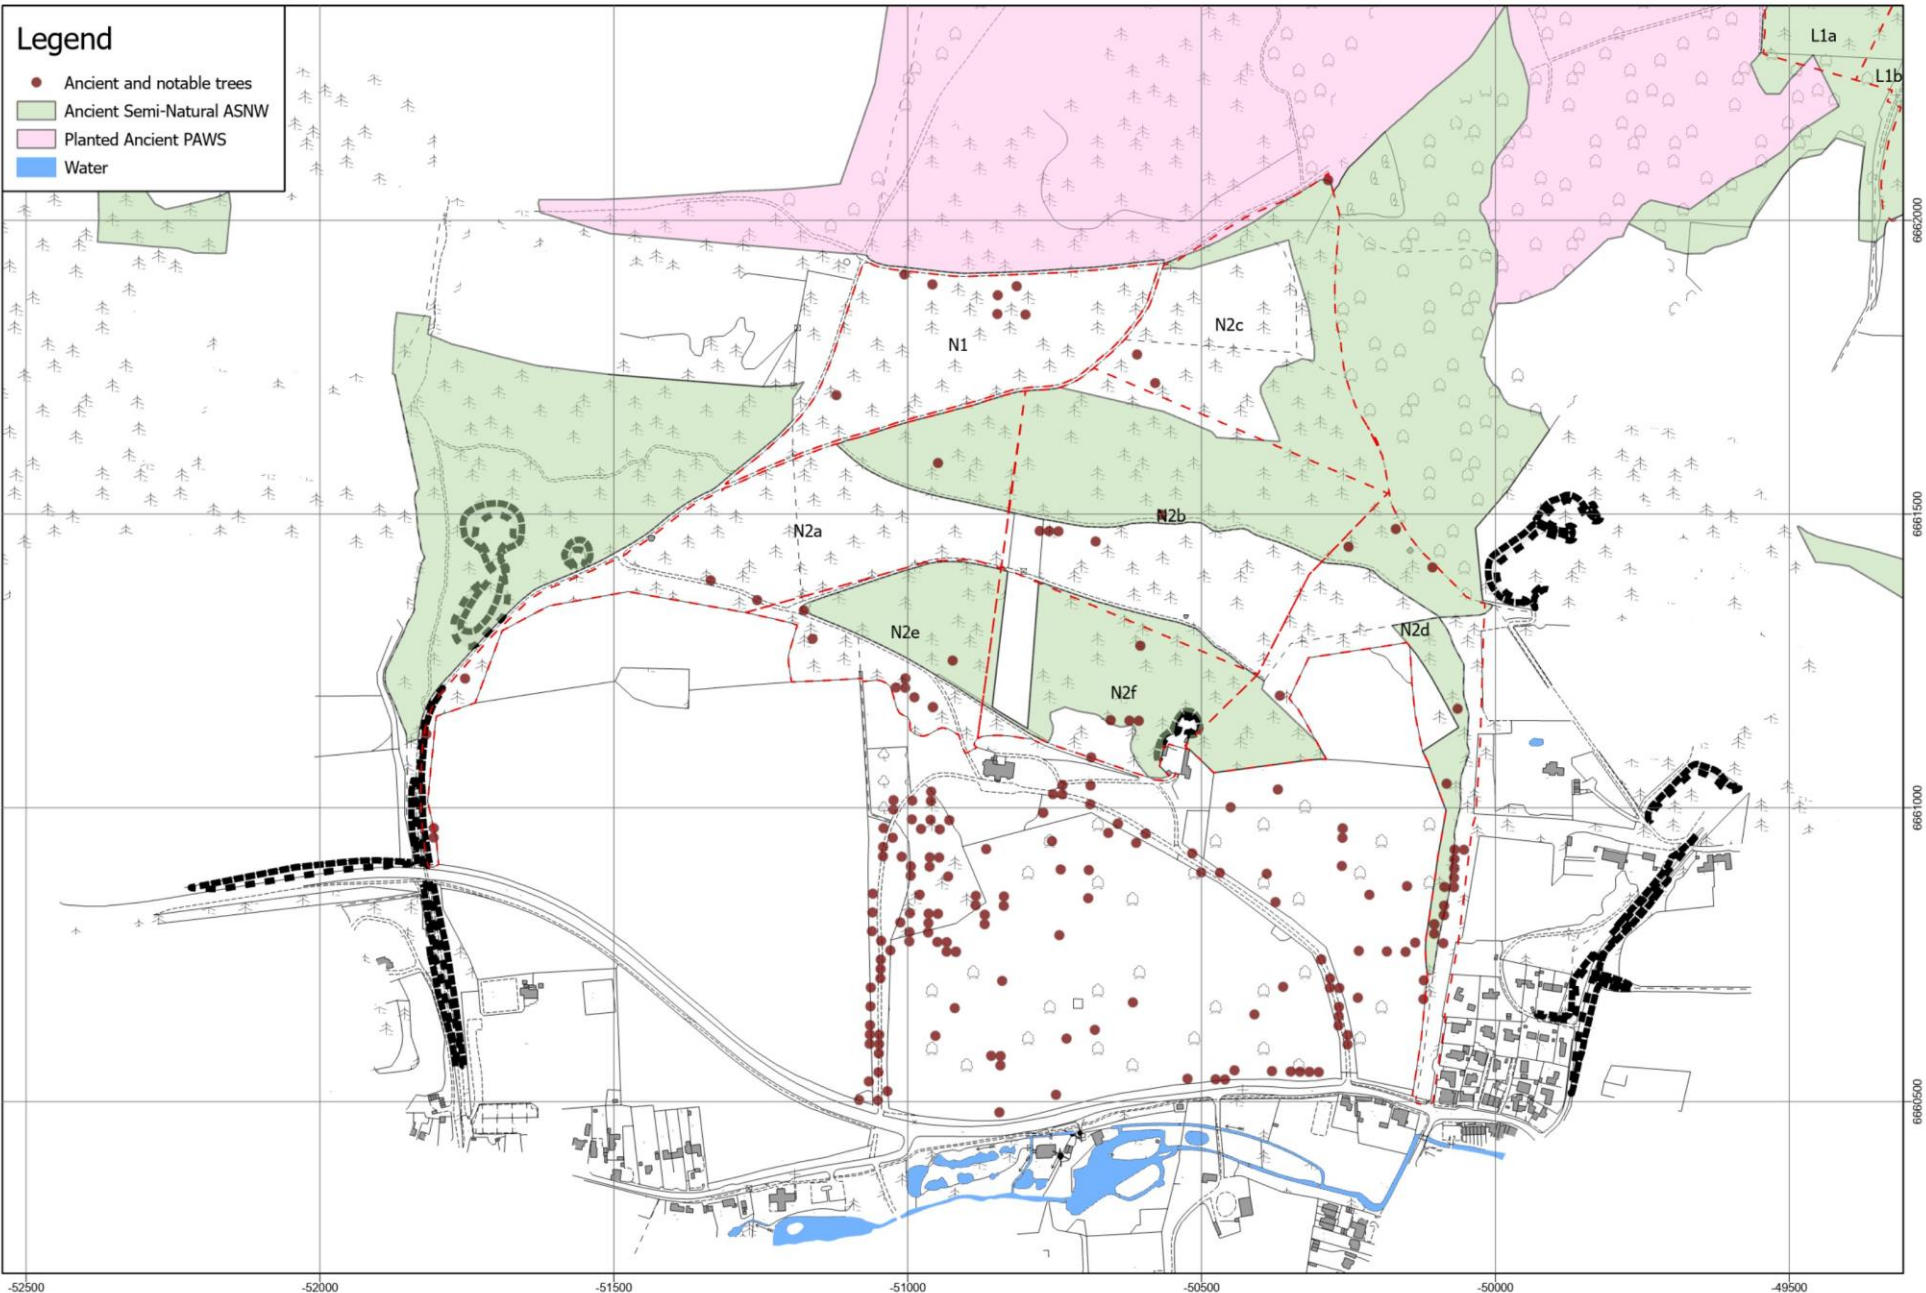 Legend
Ancient and notable trees
Ancient Semi-Natural ASNW
Planted Ancient PAWS
Water
L1a
L1b
6662000
N2c
N1
N2b
N2a
6661500
N2d
N2e
N2f
6661000
6660500
-52500
-52000
-51500
-51000
-50500
-50000
-49500